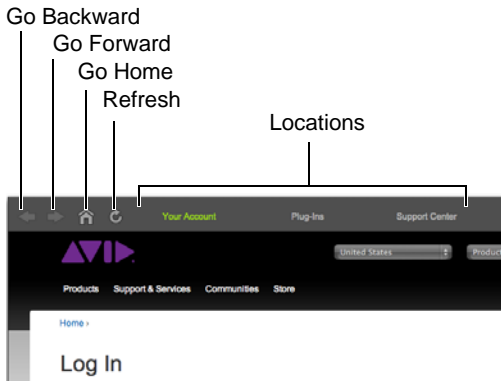 Go Backward
Go Forward
Go Home
Refresh
Locations
Your Account Plug-Ins Support Center
AVID
United States Product
Products Support & Services Communities Store
Home ›
Log In